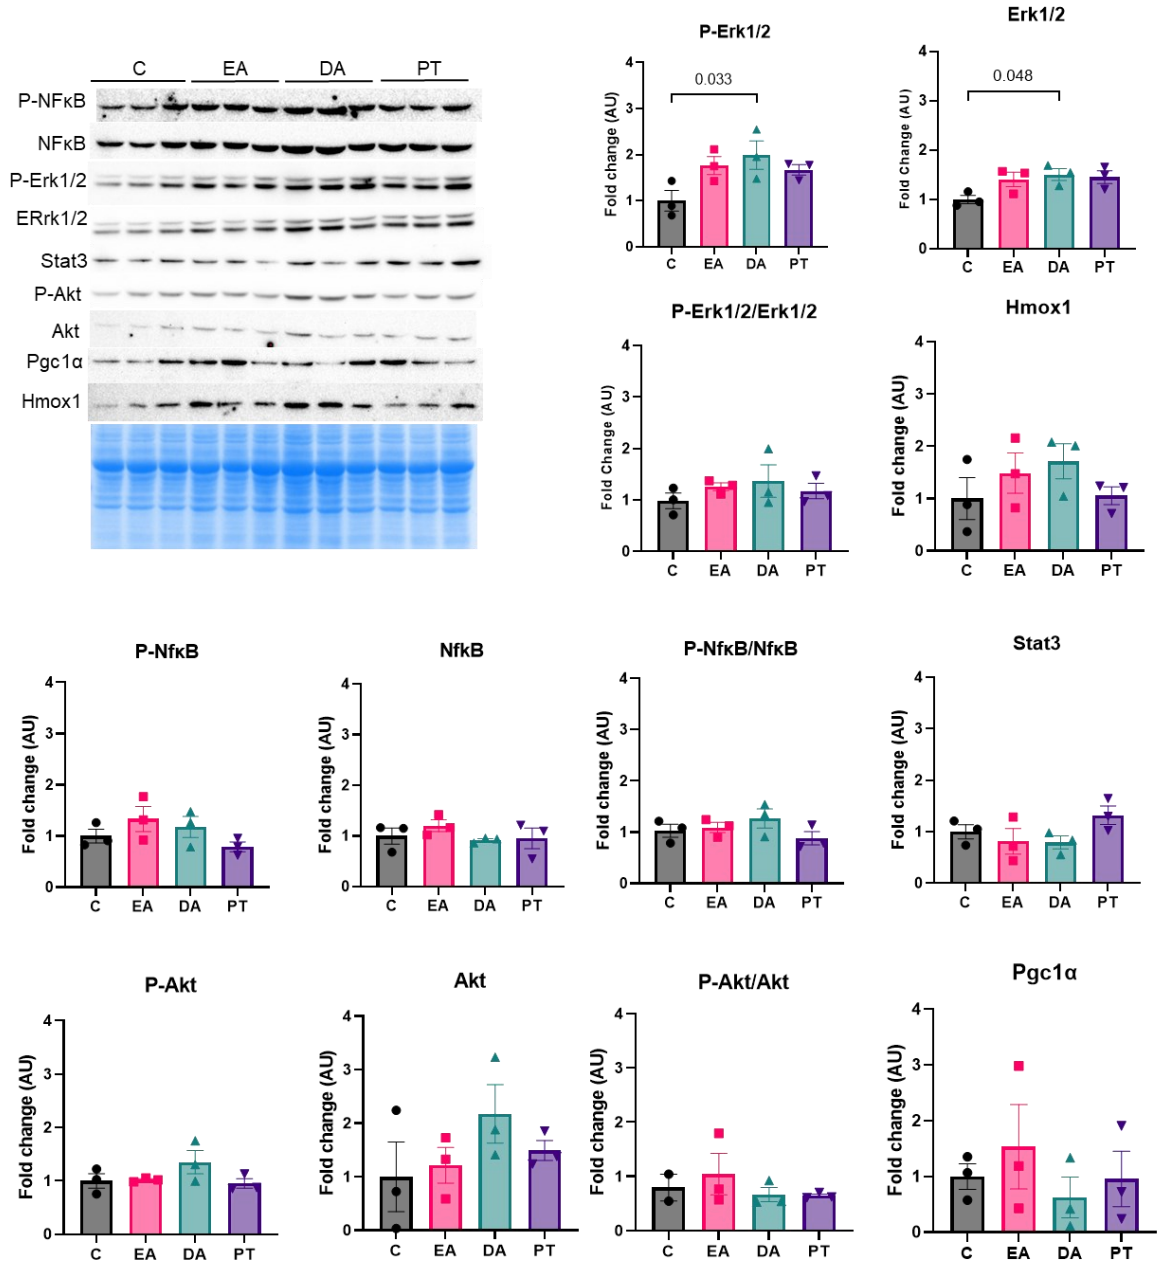 C EA DA PT
P-NFκB
NFκB
P-Erk1/2
ERrk1/2
Stat3
P-Akt
Akt
Pgc1α
Hmox1
P-Erk1/2
Fold change (AU)
4
3
2
1
0
0.033
C EA DA PT
Erk1/2
Fold Change (AU)
4
3
2
1
0
0.048
C EA DA PT
P-Erk1/2/Erk1/2
Fold Change (AU)
4
3
2
1
0
C EA DA PT
Hmox1
Fold change (AU)
4
3
2
1
0
C EA DA PT
P-NfκB
Fold change (AU)
4
3
2
1
0
C EA DA PT
NfkB
Fold change (AU)
4
3
2
1
0
C EA DA PT
P-NfκB/NfκB
Fold change (AU)
4
3
2
1
0
C EA DA PT
Stat3
Fold change (AU)
4
3
2
1
0
C EA DA PT
P-Akt
Fold change (AU)
4
3
2
1
0
C EA DA PT
Akt
Fold change (AU)
4
3
2
1
0
C EA DA PT
P-Akt/Akt
Fold change (AU)
4
3
2
1
0
C EA DA PT
Pgc1α
Fold change (AU)
4
3
2
1
0
C EA DA PT